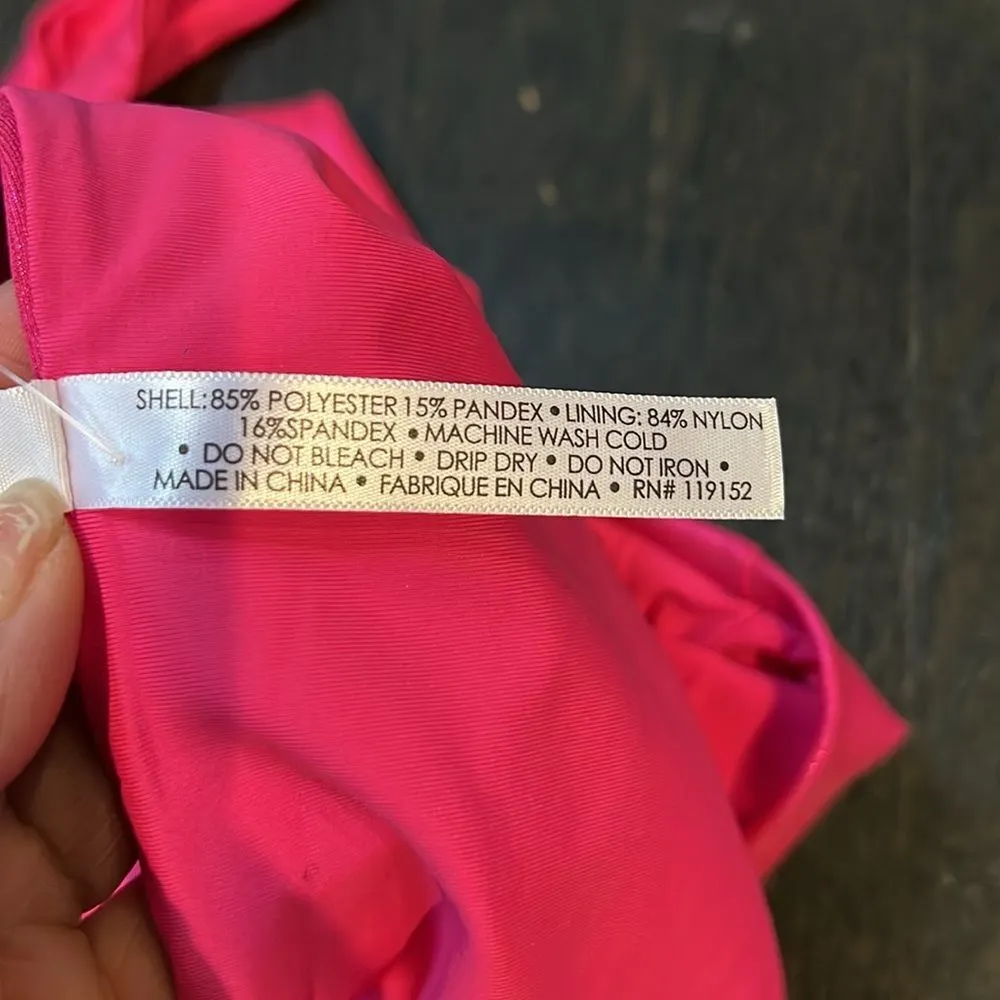 SHELL: 85% POLYESTER 15% PANDEX • LINING: 84% NYLON
16%SPANDEX • MACHINE WASH COLD
• DO NOT BLEACH • DRIP DRY • DO NOT IRON •
MADE IN CHINA • FABRIQUE EN CHINA • RN# 119152